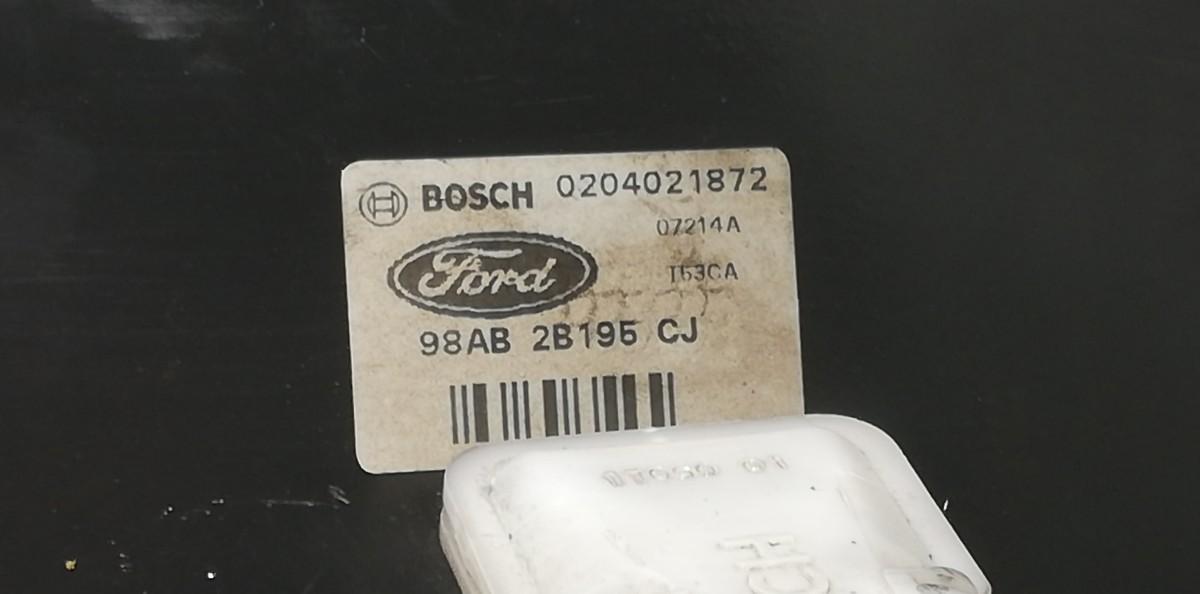 BOSCH 0204021872
07214A
T53CA
Ford
98AB 2B195 CJ